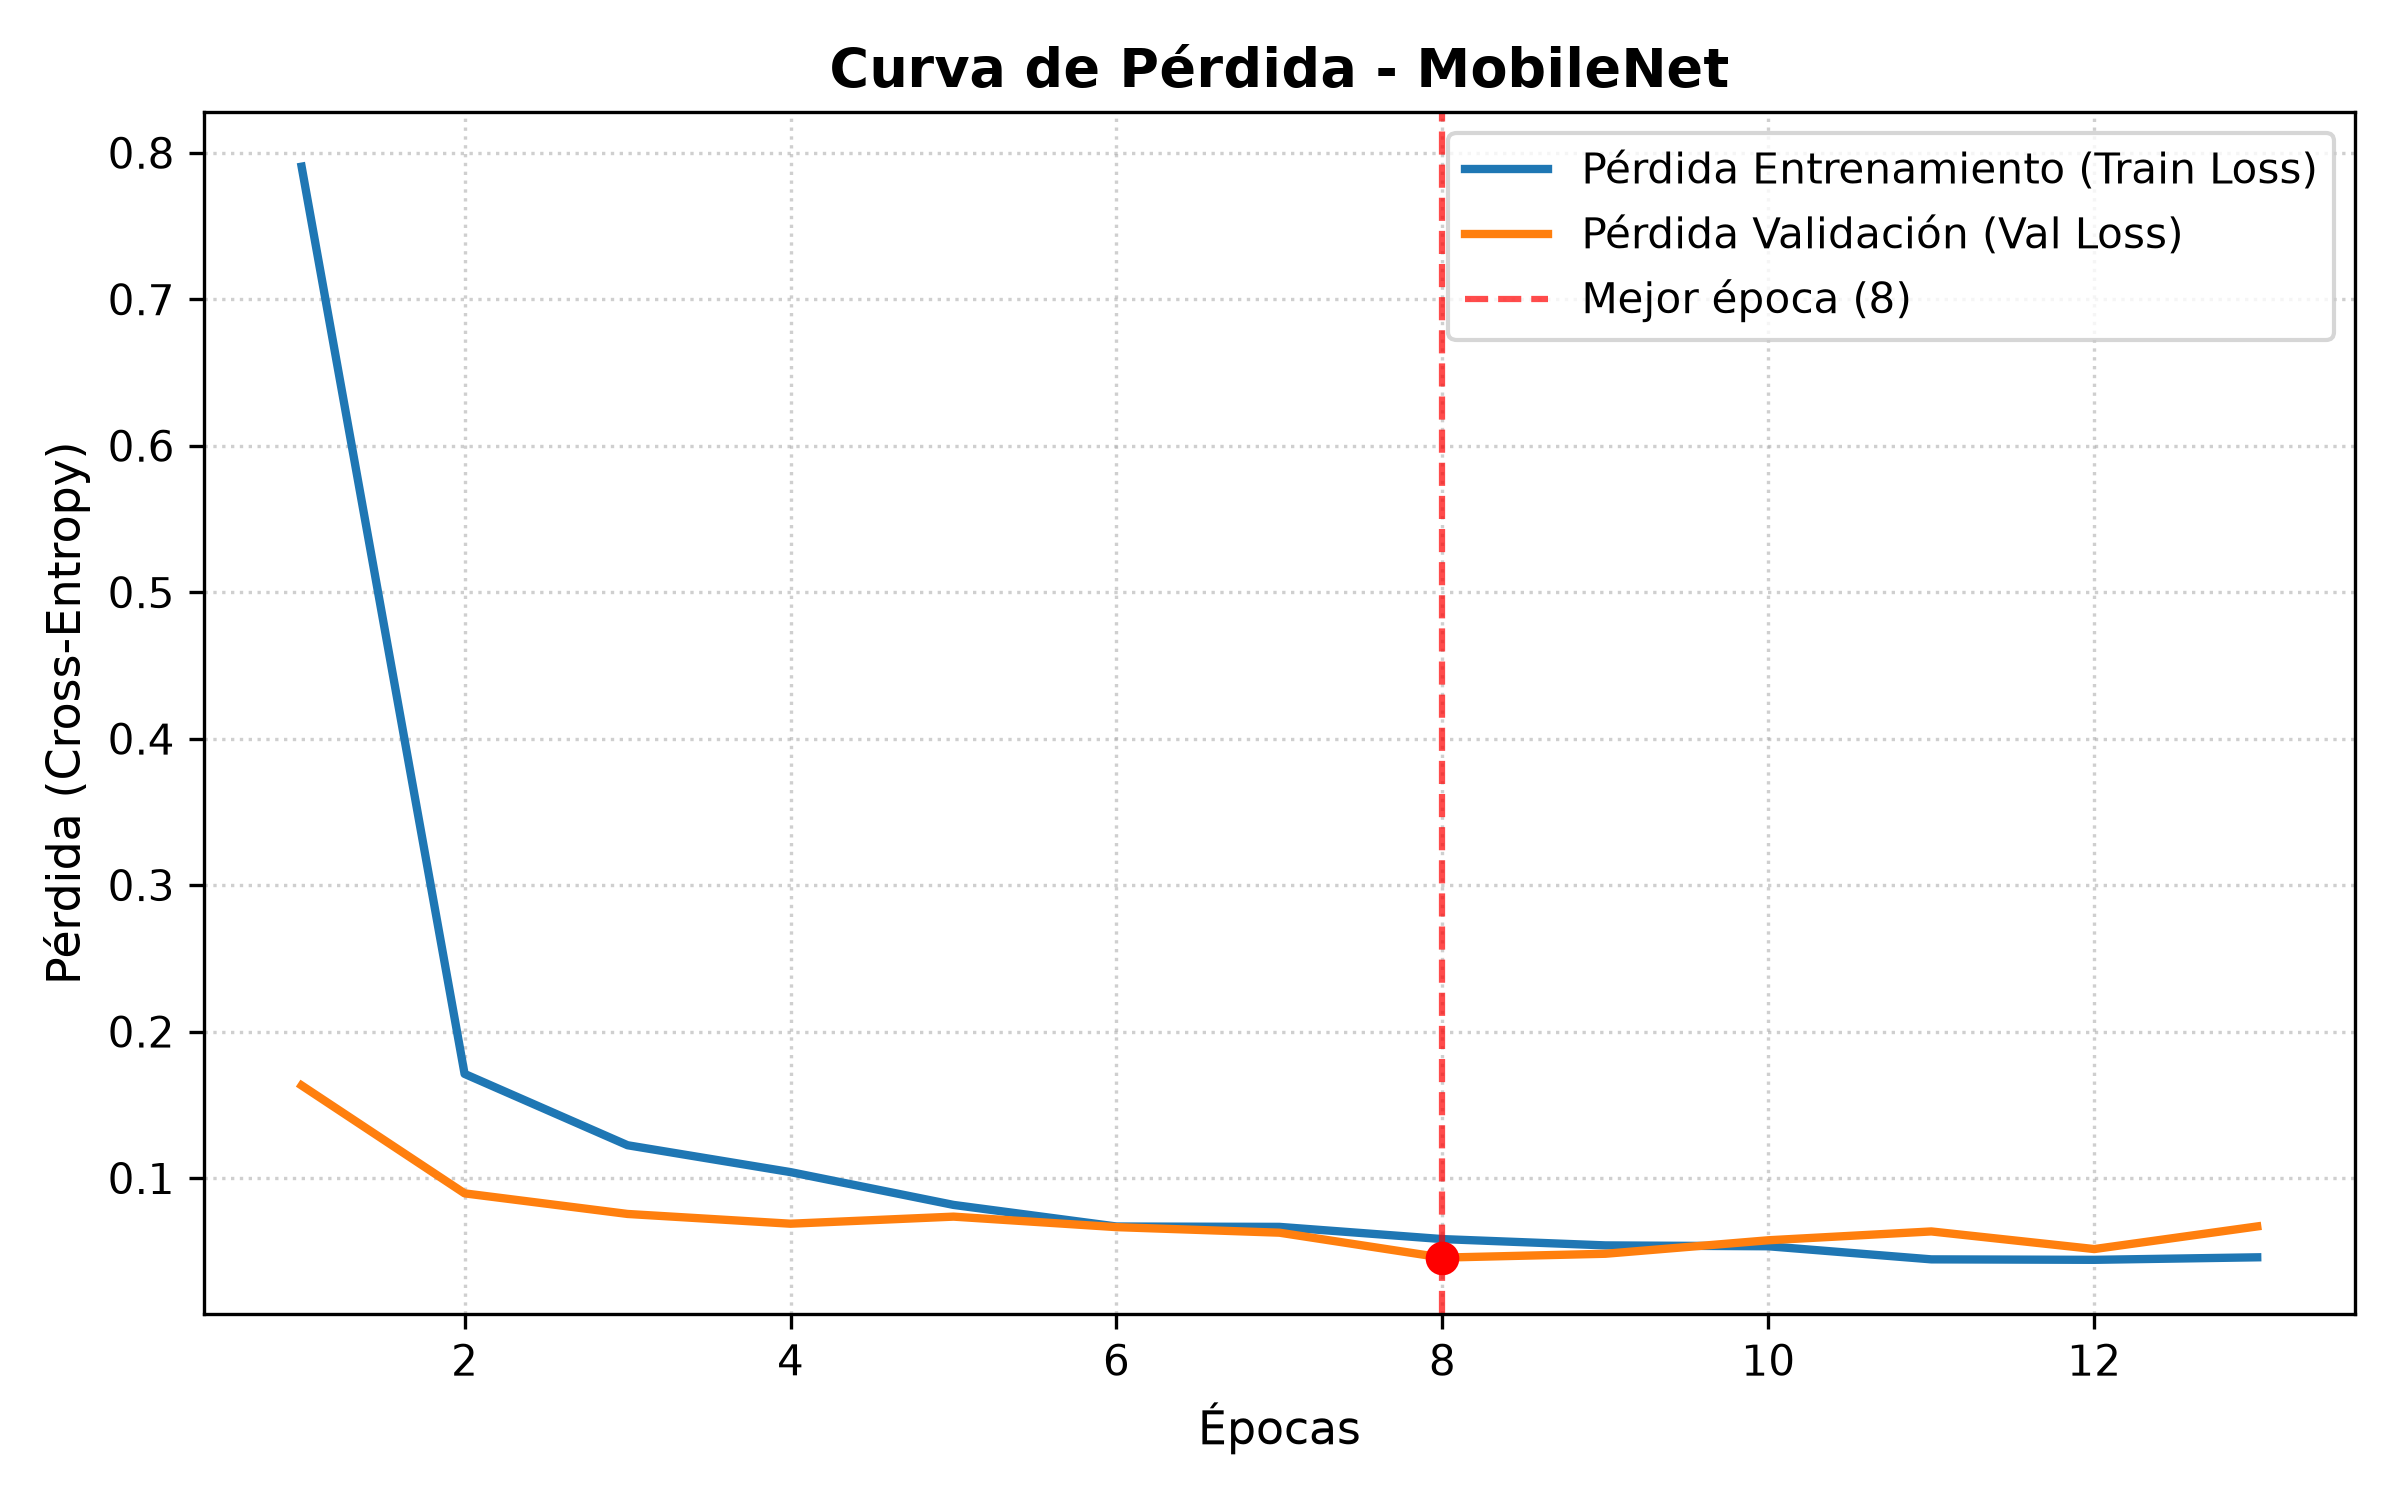 Curva de Pérdida - MobileNet
Pérdida Entrenamiento (Train Loss)
Pérdida Validación (Val Loss)
Mejor época (8)
Pérdida (Cross-Entropy)
0.8
0.7
0.6
0.5
0.4
0.3
0.2
0.1
2 4 6 8 10 12
Épocas